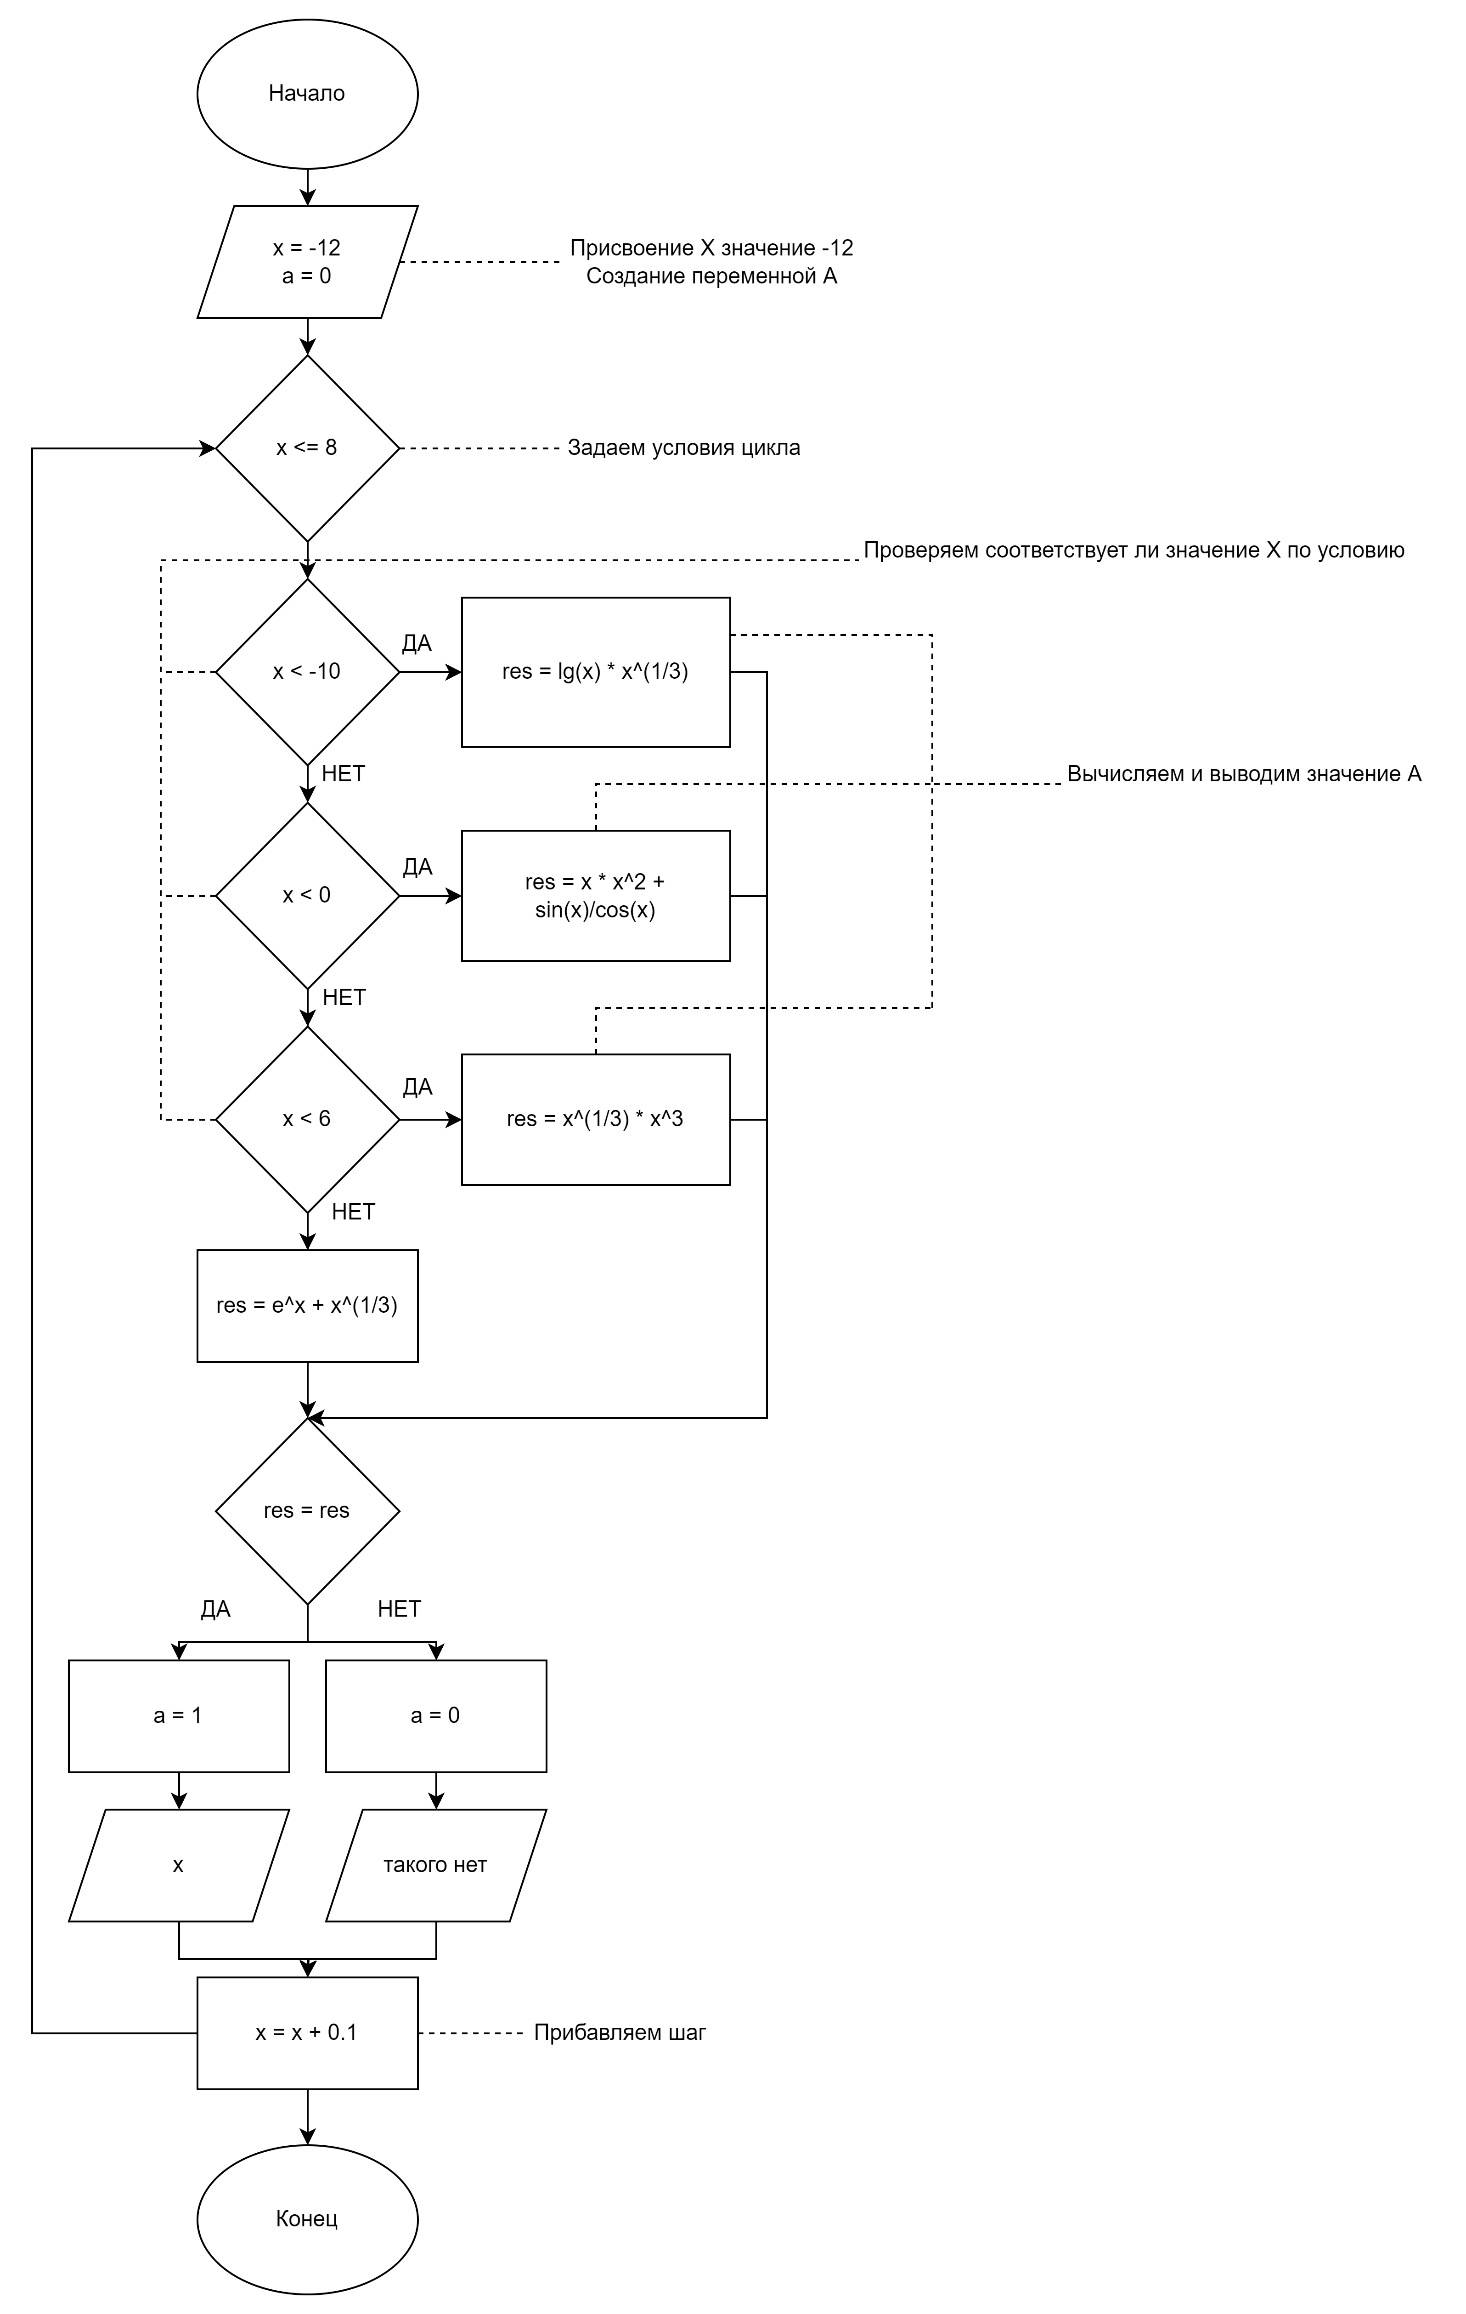 Начало
x = -12
a = 0
Присвоение X значение -12
Создание переменной А
x <= 8
Задаем условия цикла
Проверяем соответствует ли значение X по условию
x < -10
ДА
res = lg(x) * x^(1/3)
НЕТ
Вычисляем и выводим значение А
x < 0
ДА
res = x * x^2 +
sin(x)/cos(x)
НЕТ
x < 6
ДА
res = x^(1/3) * x^3
НЕТ
res = e^x + x^(1/3)
res = res
ДА
НЕТ
a = 1
a = 0
x
такого нет
x = x + 0.1
Прибавляем шаг
Конец